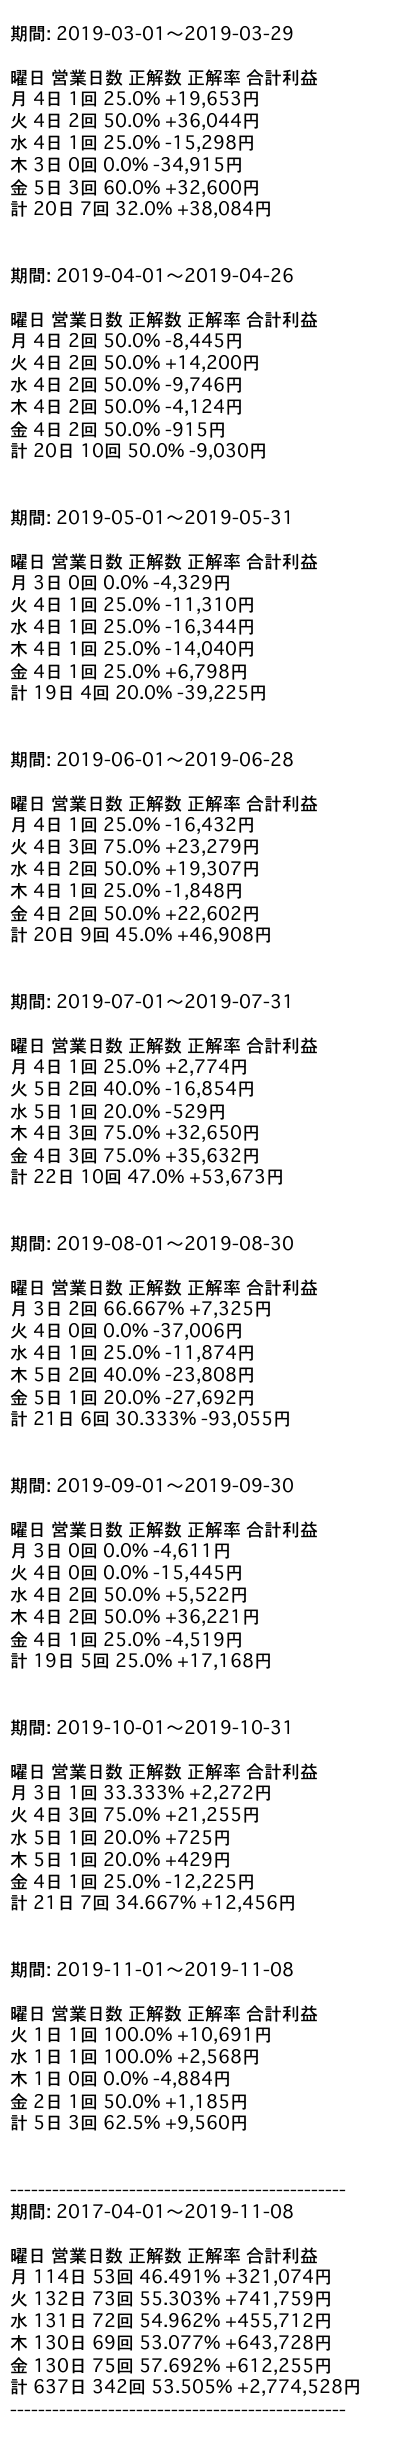 期間: 2019-03-01〜2019-03-29
曜日 営業日数 正解数 正解率 合計利益
月 4日 1回 25.0% +19,653円
火 4日 2回 50.0% +36,044円
水 4日 1回 25.0% -15,298円
木 3日 0回 0.0% -34,915円
金 5日 3回 60.0% +32,600円
計 20日 7回 32.0% +38,084円
期間: 2019-04-01〜2019-04-26
曜日 営業日数 正解数 正解率 合計利益
月 4日 2回 50.0% -8,445円
火 4日 2回 50.0% +14,200円
水 4日 2回 50.0% -9,746円
木 4日 2回 50.0% -4,124円
金 4日 2回 50.0% -915円
計 20日 10回 50.0% -9,030円
期間: 2019-05-01〜2019-05-31
曜日 営業日数 正解数 正解率 合計利益
月 3日 0回 0.0% -4,329円
火 4日 1回 25.0% -11,310円
水 4日 1回 25.0% -16,344円
木 4日 1回 25.0% -14,040円
金 4日 1回 25.0% +6,798円
計 19日 4回 20.0% -39,225円
期間: 2019-06-01〜2019-06-28
曜日 営業日数 正解数 正解率 合計利益
月 4日 1回 25.0% -16,432円
火 4日 3回 75.0% +23,279円
水 4日 2回 50.0% +19,307円
木 4日 1回 25.0% -1,848円
金 4日 2回 50.0% +22,602円
計 20日 9回 45.0% +46,908円
期間: 2019-07-01〜2019-07-31
曜日 営業日数 正解数 正解率 合計利益
月 4日 1回 25.0% +2,774円
火 5日 2回 40.0% -16,854円
水 5日 1回 20.0% -529円
木 4日 3回 75.0% +32,650円
金 4日 3回 75.0% +35,632円
計 22日 10回 47.0% +53,673円
期間: 2019-08-01〜2019-08-30
曜日 営業日数 正解数 正解率 合計利益
月 3日 2回 66.667% +7,325円
火 4日 0回 0.0% -37,006円
水 4日 1回 25.0% -11,874円
木 5日 2回 40.0% -23,808円
金 5日 1回 20.0% -27,692円
計 21日 6回 30.333% -93,055円
期間: 2019-09-01〜2019-09-30
曜日 営業日数 正解数 正解率 合計利益
月 3日 0回 0.0% -4,611円
火 4日 0回 0.0% -15,445円
水 4日 2回 50.0% +5,522円
木 4日 2回 50.0% +36,221円
金 4日 1回 25.0% -4,519円
計 19日 5回 25.0% +17,168円
期間: 2019-10-01〜2019-10-31
曜日 営業日数 正解数 正解率 合計利益
月 3日 1回 33.333% +2,272円
火 4日 3回 75.0% +21,255円
水 5日 1回 20.0% +725円
木 5日 1回 20.0% +429円
金 4日 1回 25.0% -12,225円
計 21日 7回 34.667% +12,456円
期間: 2019-11-01〜2019-11-08
曜日 営業日数 正解数 正解率 合計利益
火 1日 1回 100.0% +10,691円
水 1日 1回 100.0% +2,568円
木 1日 0回 0.0% -4,884円
金 2日 1回 50.0% +1,185円
計 5日 3回 62.5% +9,560円
------------------------------------------------
期間: 2017-04-01〜2019-11-08
曜日 営業日数 正解数 正解率 合計利益
月 114日 53回 46.491% +321,074円
火 132日 73回 55.303% +741,759円
水 131日 72回 54.962% +455,712円
木 130日 69回 53.077% +643,728円
金 130日 75回 57.692% +612,255円
計 637日 342回 53.505% +2,774,528円
------------------------------------------------